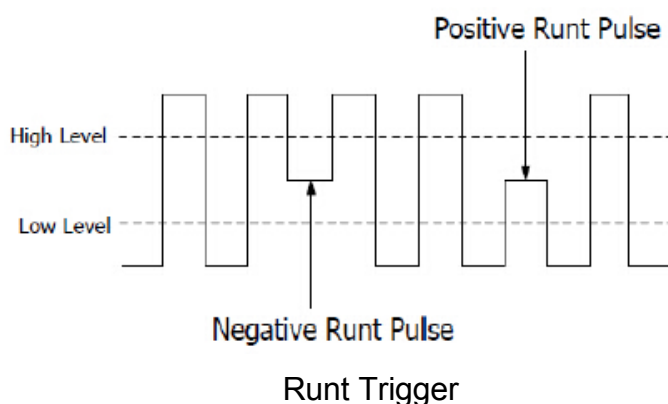 Positive Runt Pulse
High Level
Low Level
Negative Runt Pulse
Runt Trigger